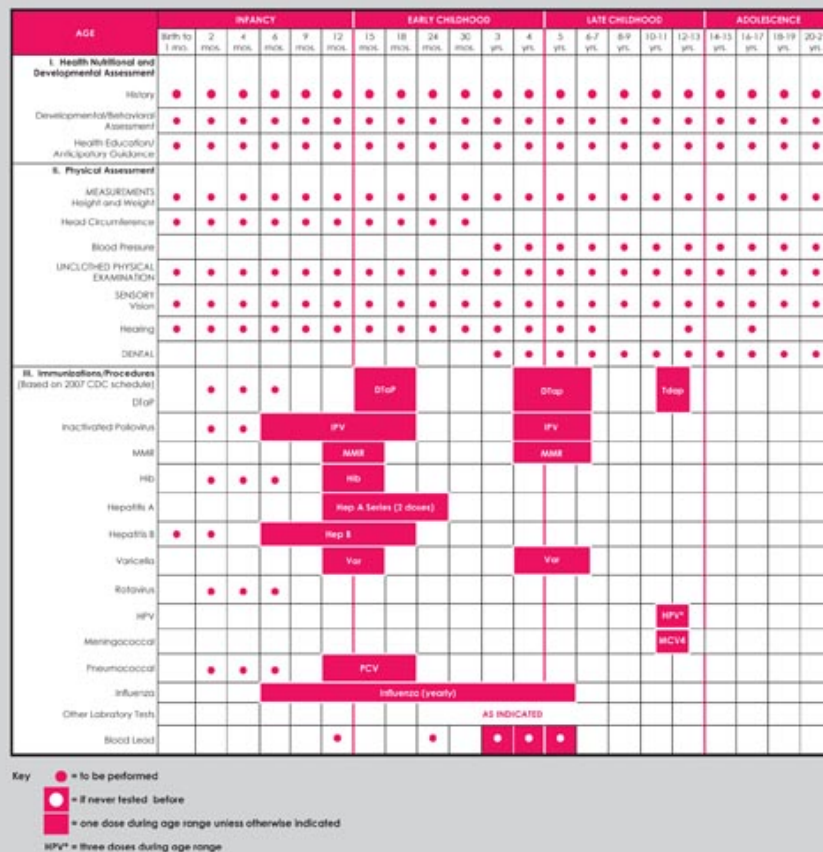 AGE
INFANCY
EARLY CHILDHOOD
LATE CHILDHOOD
ADOLESCENCE
Birth to 1 mo.
2 mos.
4 mos.
6 mos.
9 mos.
12 mos.
15 mos.
18 mos.
24 mos.
30 mos.
3 yrs.
4 yrs.
5 yrs.
6-7 yrs.
8-9 yrs.
10-11 yrs.
12-13 yrs.
14-15 yrs.
16-17 yrs.
18-19 yrs.
yrs.
I. Health Nutritional and
Developmental Assessment
History
Developmental/Behavioral
Assessment
Health Education/
Anticipatory Guidance
II. Physical Assessment
MEASUREMENTS
Height and Weight
Head Circumference
Blood Pressure
UNCLOTHED PHYSICAL
EXAMINATION
SENSORY
Vision
Hearing
DENTAL
III. Immunizations/Procedures
(Based on 2007 CDC schedule)
DTaP
DTaP
DTap
Tdap
Inactivated Poliovirus
IPV
IPV
MMR
MMR
MMR
Hib
Hib
Hepatitis A
Hep A Series (2 doses)
Hepatitis B
Hep B
Varicella
Var
Var
Rotavirus
HPV
HPV*
Meningococcal
MCV4
Pneumococcal
PCV
Influenza
Influenza (yearly)
Other Labratory Tests
AS INDICATED
Blood Lead
Key
= to be performed
= if never tested before
= one dose during age range unless otherwise indicated
HPV* = three doses during age range